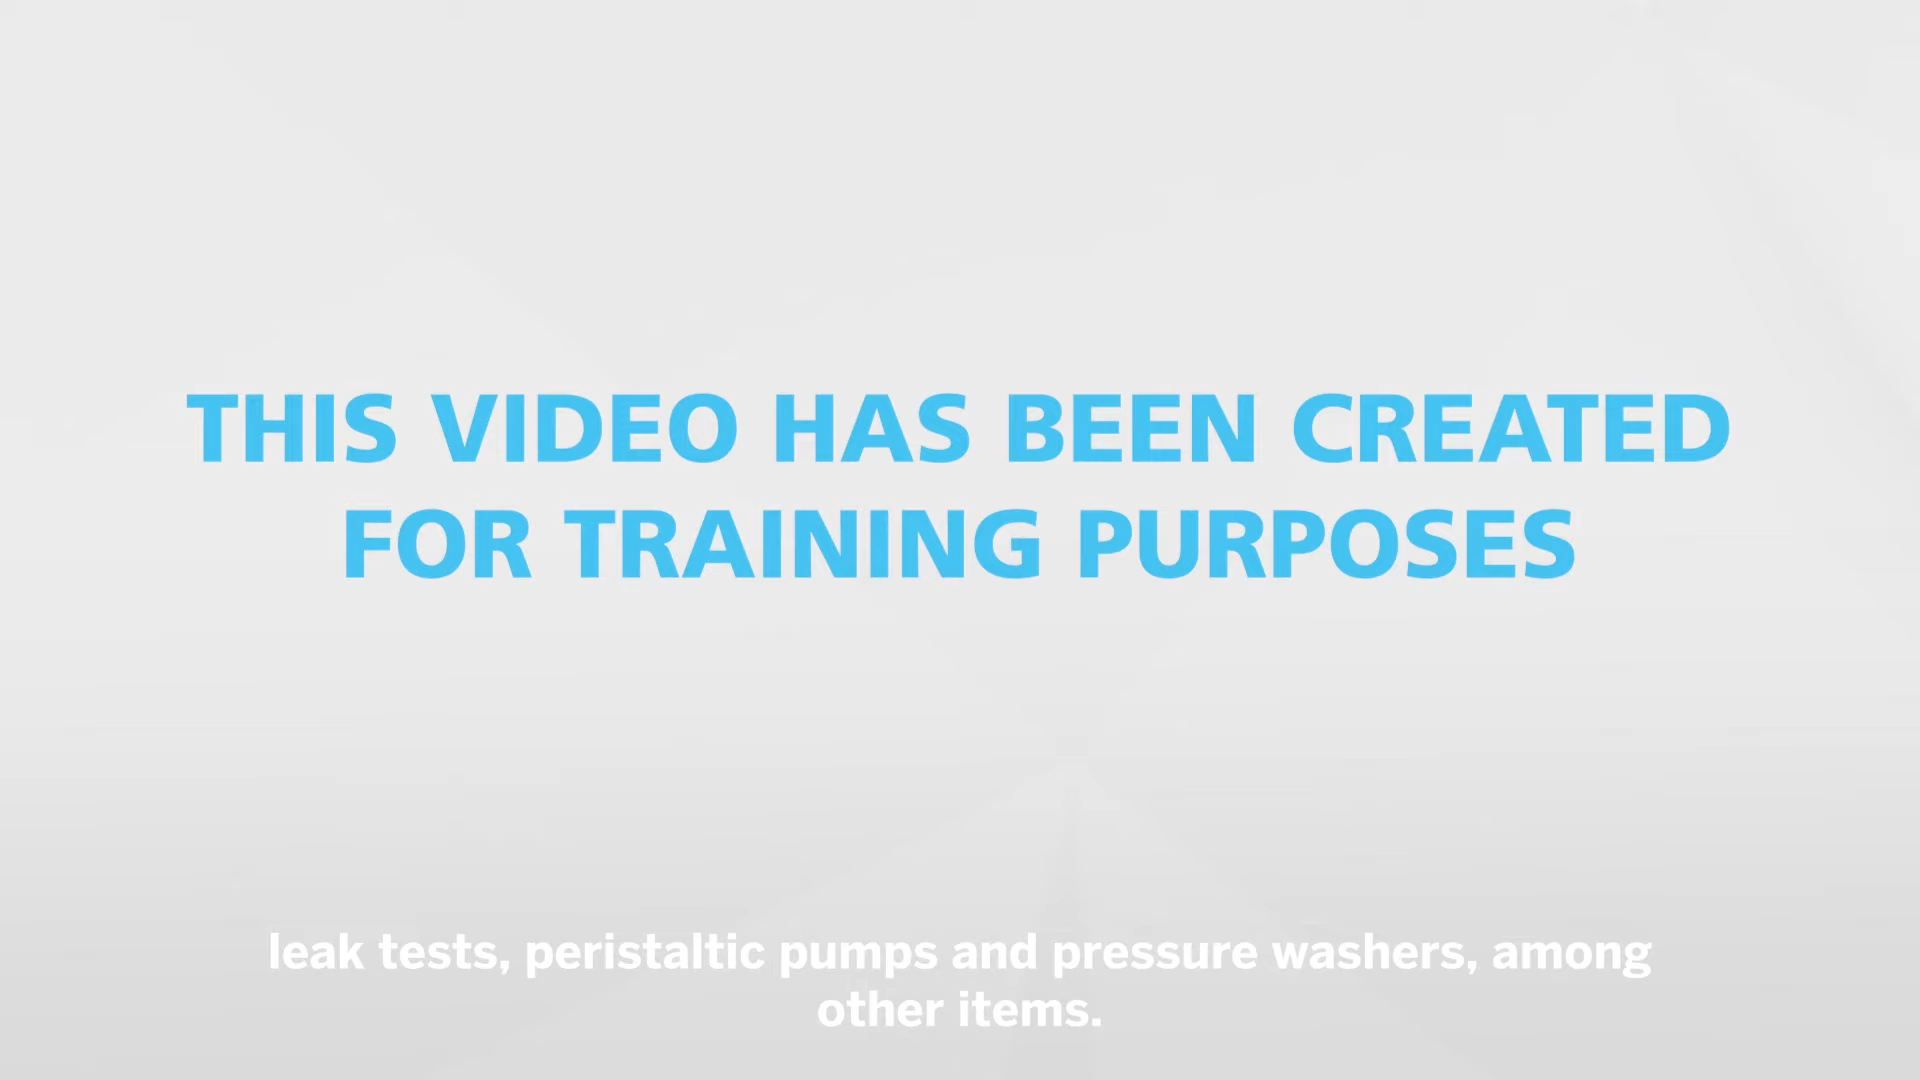 THIS VIDEO HAS BEEN CREATED
FOR TRAINING PURPOSES
leak tests, peristaltic pumps and pressure washers, among
other items.